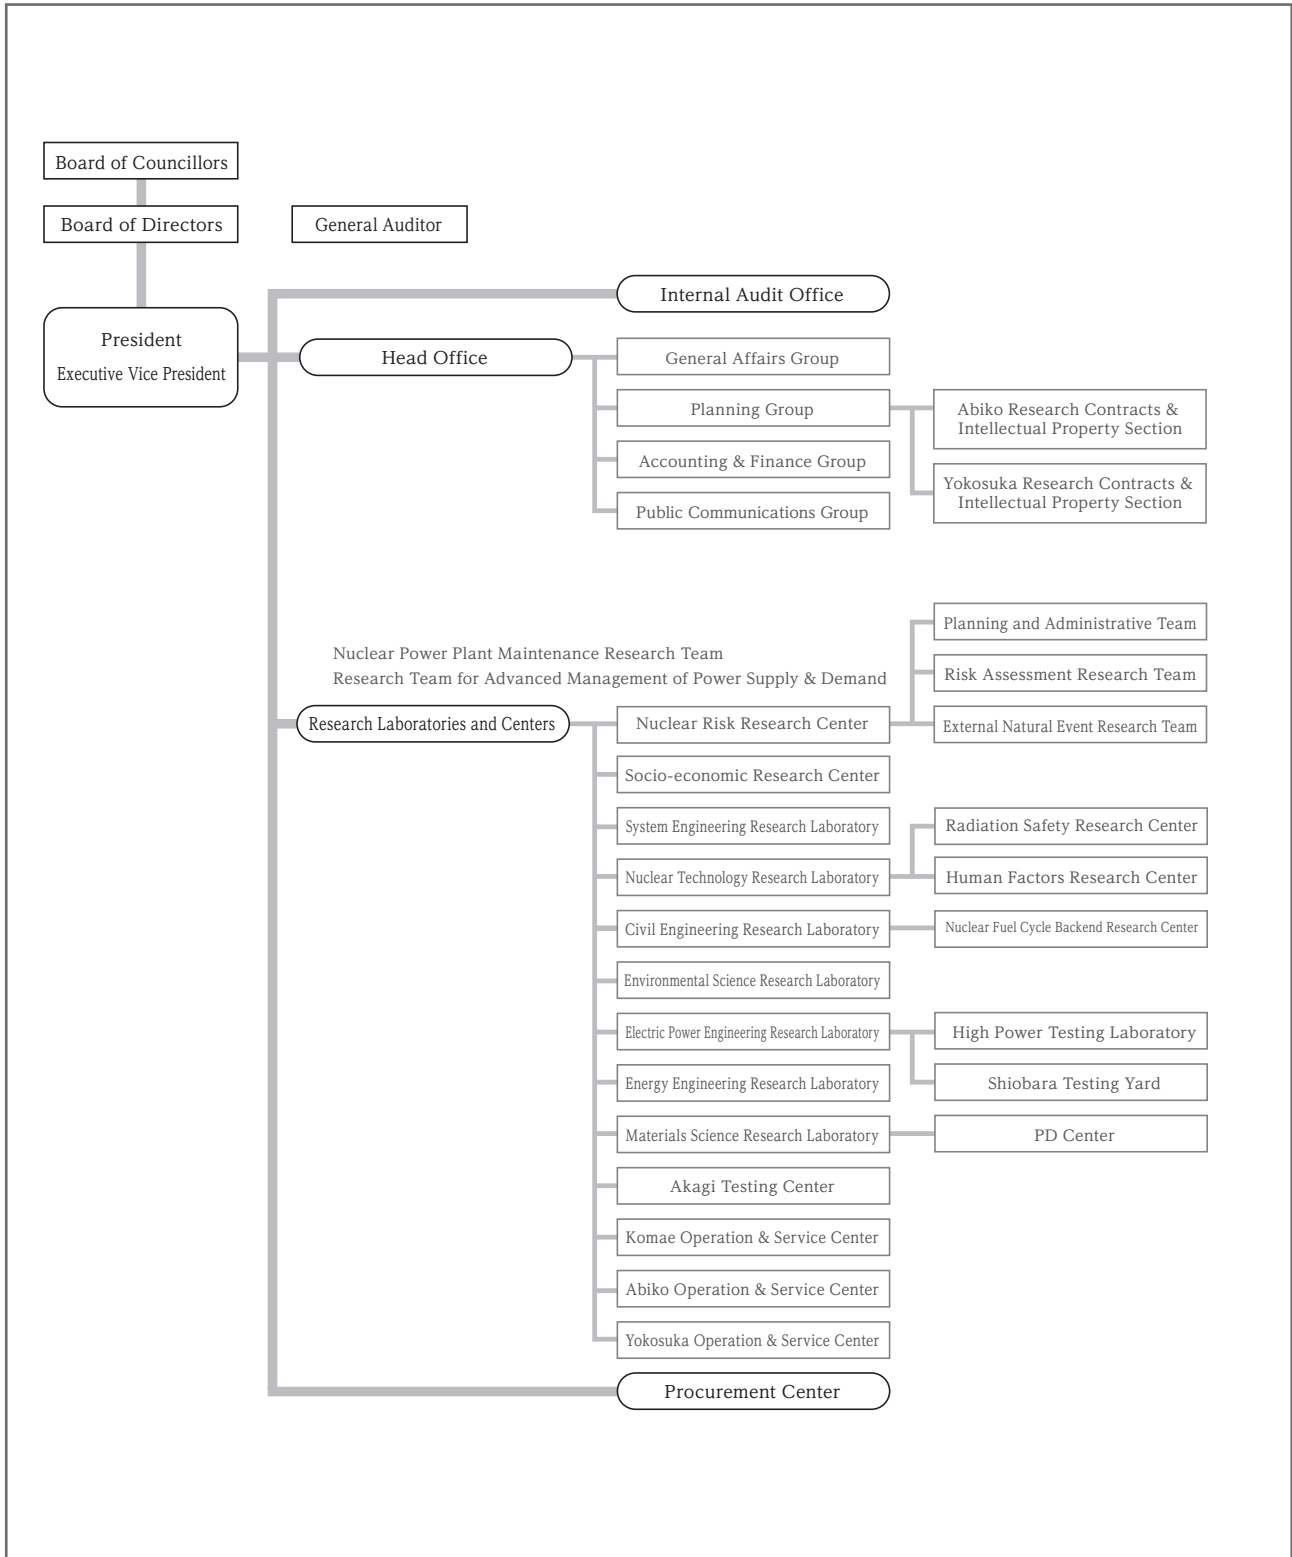 Board of Councillors
Board of Directors
General Auditor
Internal Audit Office
President
Executive Vice President
Head Office
General Affairs Group
Planning Group
Abiko Research Contracts &
Intellectual Property Section
Accounting & Finance Group
Yokosuka Research Contracts &
Intellectual Property Section
Public Communications Group
Planning and Administrative Team
Nuclear Power Plant Maintenance Research Team
Research Team for Advanced Management of Power Supply & Demand
Risk Assessment Research Team
Research Laboratories and Centers
Nuclear Risk Research Center
External Natural Event Research Team
Socio-economic Research Center
System Engineering Research Laboratory
Radiation Safety Research Center
Nuclear Technology Research Laboratory
Human Factors Research Center
Civil Engineering Research Laboratory
Nuclear Fuel Cycle Backend Research Center
Environmental Science Research Laboratory
Electric Power Engineering Research Laboratory
High Power Testing Laboratory
Energy Engineering Research Laboratory
Shiobara Testing Yard
Materials Science Research Laboratory
PD Center
Akagi Testing Center
Komae Operation & Service Center
Abiko Operation & Service Center
Yokosuka Operation & Service Center
Procurement Center